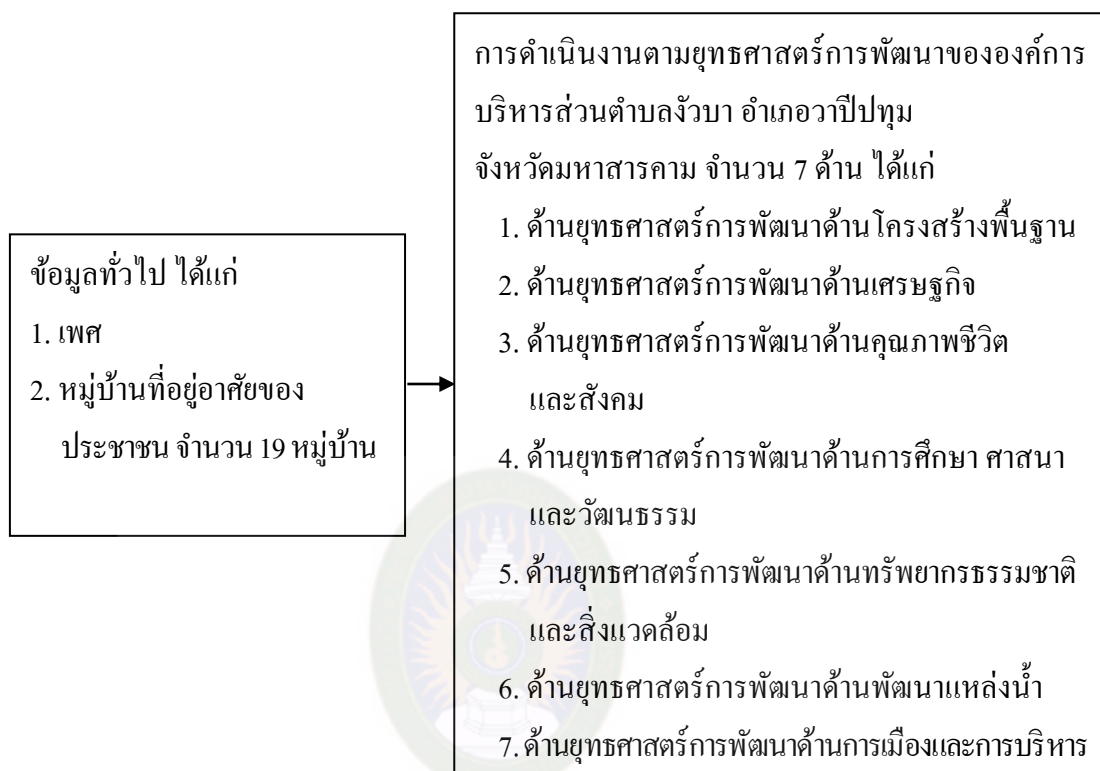 ข้อมูลทั่วไป ได้แก่
1. เพศ
2. หมู่บ้านที่อยู่อาศัยของ
ประชาชน จำนวน 19 หมู่บ้าน
การดำเนินงานตามยุทธศาสตร์การพัฒนาขององค์การ
บริหารส่วนตำบลงัวบา อำเภอวาปีปทุม
จังหวัดมหาสารคาม จำนวน 7 ด้าน ได้แก่
1. ด้านยุทธศาสตร์การพัฒนาด้านโครงสร้างพื้นฐาน
2. ด้านยุทธศาสตร์การพัฒนาด้านเศรษฐกิจ
3. ด้านยุทธศาสตร์การพัฒนาด้านคุณภาพชีวิต
และสังคม
4. ด้านยุทธศาสตร์การพัฒนาด้านการศึกษา ศาสนา
และวัฒนธรรม
5. ด้านยุทธศาสตร์การพัฒนาด้านทรัพยากรธรรมชาติ
และสิ่งแวดล้อม
6. ด้านยุทธศาสตร์การพัฒนาด้านพัฒนาแหล่งน้ำ
7. ด้านยุทธศาสตร์การพัฒนาด้านการเมืองและการบริหาร